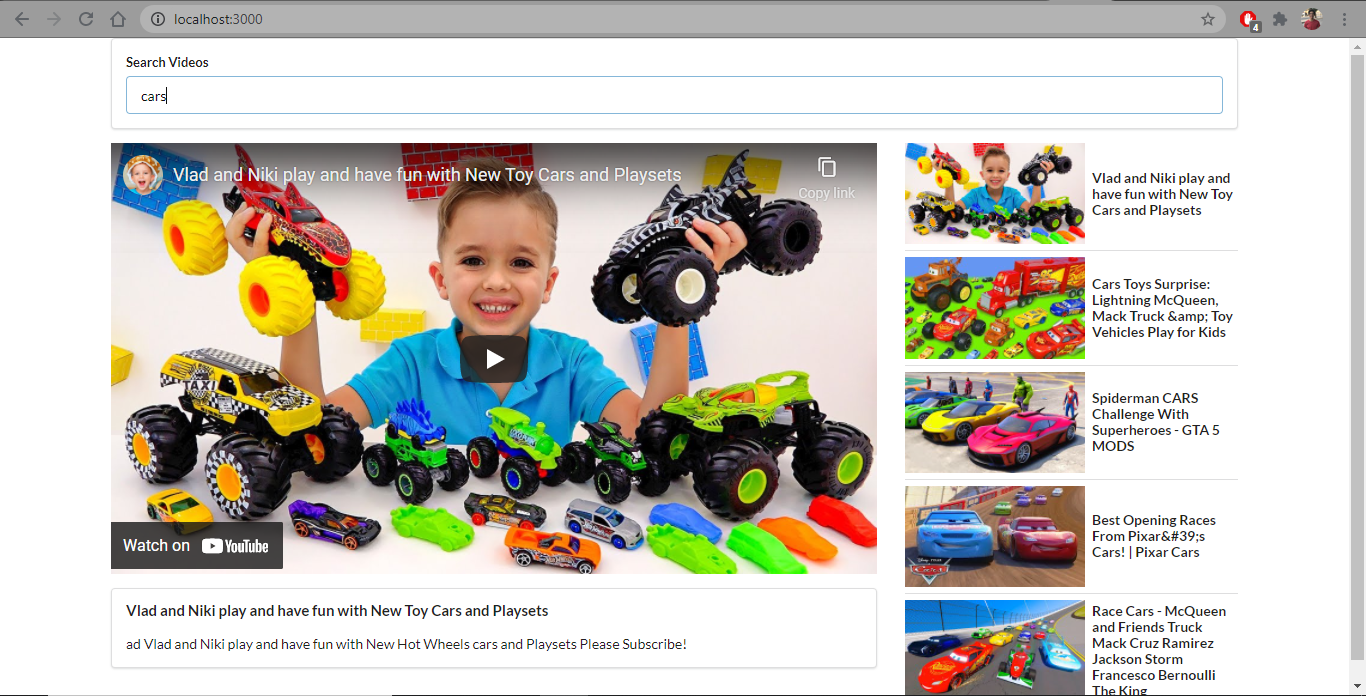 localhost:3000
4
Search Videos
cars
Vlad and Niki play and have fun with New Toy Cars and Playsets
Copy link
TAXI
Watch on YouTube
Vlad and Niki play and have fun with New Toy Cars and Playsets
ad Vlad and Niki play and have fun with New Hot Wheels cars and Playsets Please Subscribe!
Vlad and Niki play and
have fun with New Toy
Cars and Playsets
Cars Toys Surprise:
Lightning McQueen,
Mack Truck &amp; Toy
Vehicles Play for Kids
Spiderman CARS
Challenge With
Superheroes - GTA 5
MODS
Best Opening Races
From Pixar&#39;s
Cars! | Pixar Cars
Race Cars - McQueen
and Friends Truck
Mack Cruz Ramirez
Jackson Storm
Francesco Bernoulli
The King